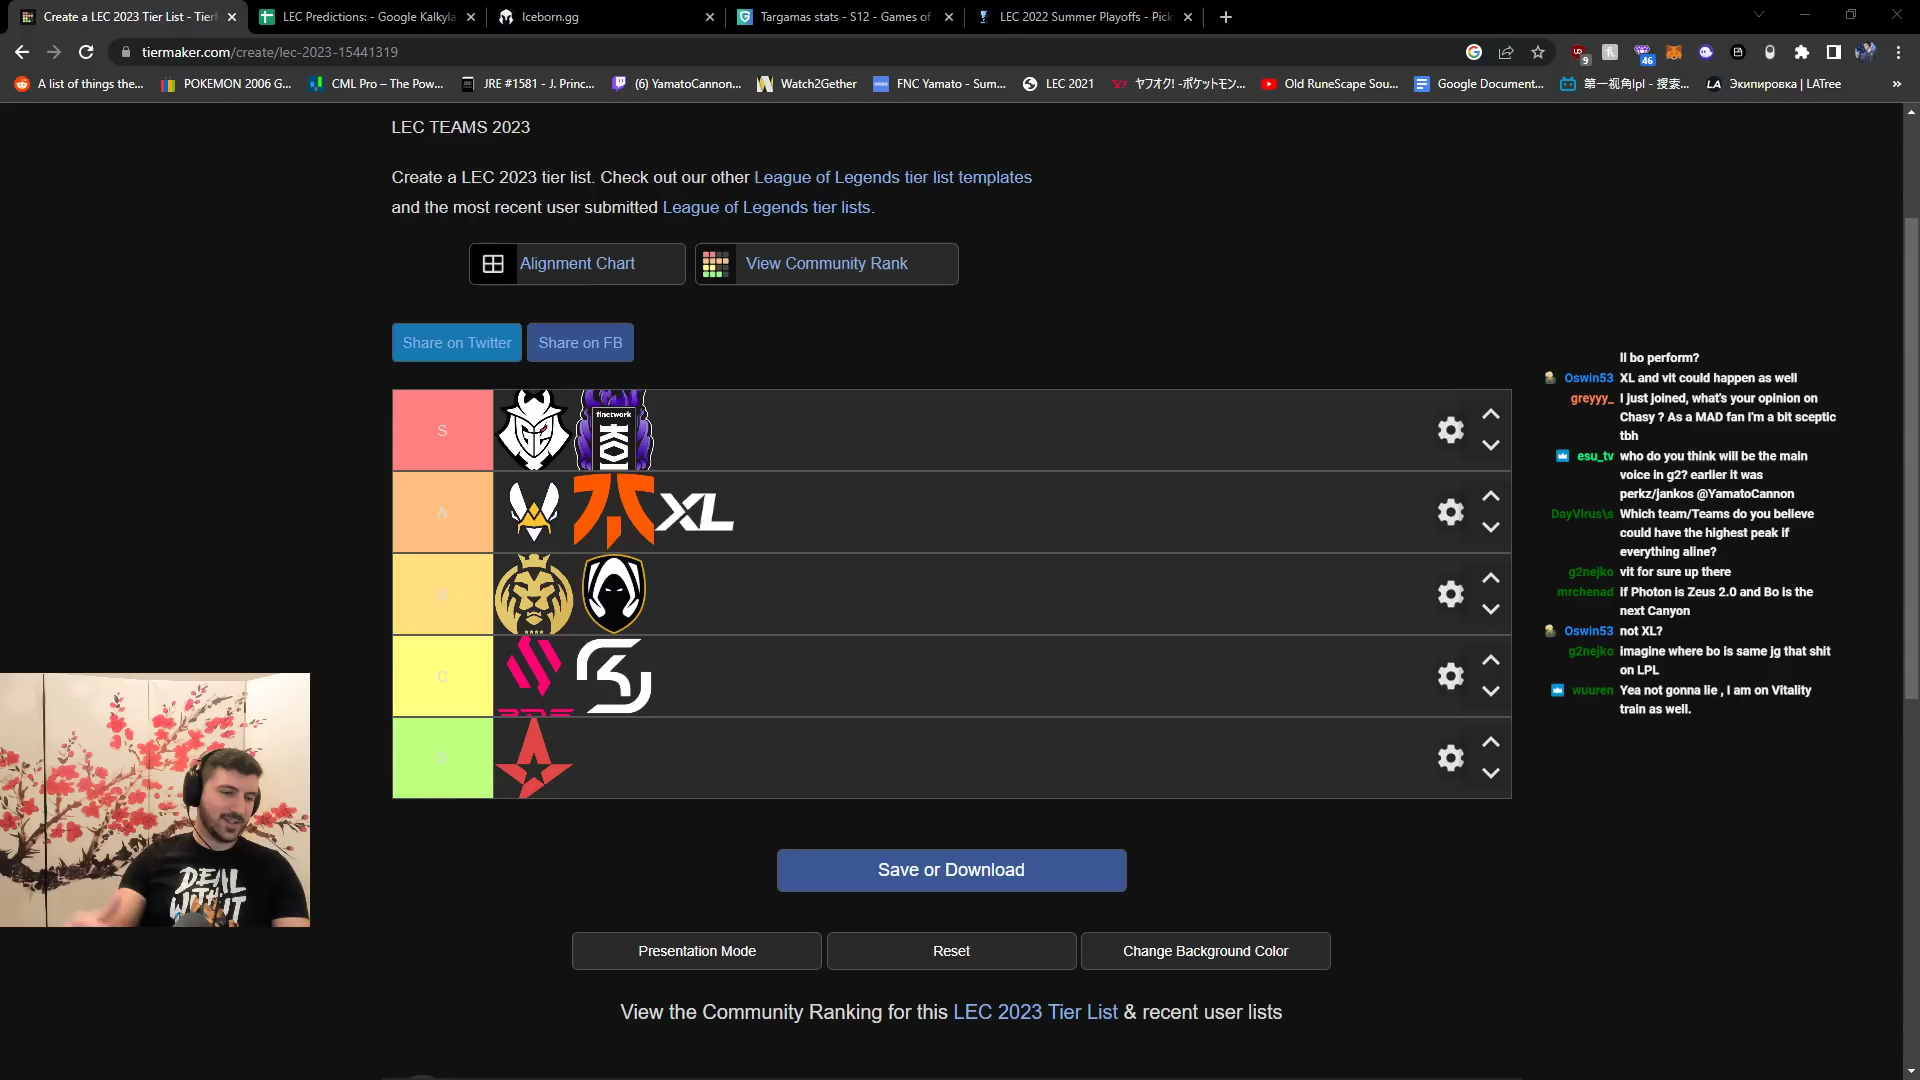 Create a LEC 2023 Tier List - Tier
LEC Predictions: - Google Kalkyla
Iceborn.gg
Targamas stats - S12 - Games of
LEC 2022 Summer Playoffs - Pick
tiermaker.com/create/lec-2023-15441319
9
46
A list of things the...
POKEMON 2006 G...
CML Pro – The Pow...
JRE #1581 - J. Princ...
(6) YamatoCannon...
Watch2Gether
FNC Yamato - Sum...
LEC 2021
ヤフオク! -ポケットモン...
Old RuneScape Sou...
Google Document...
第一视角lpl - 搜索...
Экипировка | LATree
LEC TEAMS 2023
Create a LEC 2023 tier list. Check out our other League of Legends tier list templates
and the most recent user submitted League of Legends tier lists.
Alignment Chart
View Community Rank
Share on Twitter
Share on FB
S
finetwork
KOI
A
XL
B
C
SK
D
ll bo perform?
Oswin53 XL and vit could happen as well
greyyy_ I just joined, what's your opinion on
Chasy ? As a MAD fan I'm a bit sceptic
tbh
esu_tv who do you think will be the main
voice in g2? earlier it was
perkz/jankos @YamatoCannon
DayVirus\s Which team/Teams do you believe
could have the highest peak if
everything aline?
g2nejko vit for sure up there
mrchenad If Photon is Zeus 2.0 and Bo is the
next Canyon
Oswin53 not XL?
g2nejko imagine where bo is same jg that shit
on LPL
wuuren Yea not gonna lie , I am on Vitality
train as well.
DEAL
WITH IT
Save or Download
Presentation Mode
Reset
Change Background Color
View the Community Ranking for this LEC 2023 Tier List & recent user lists